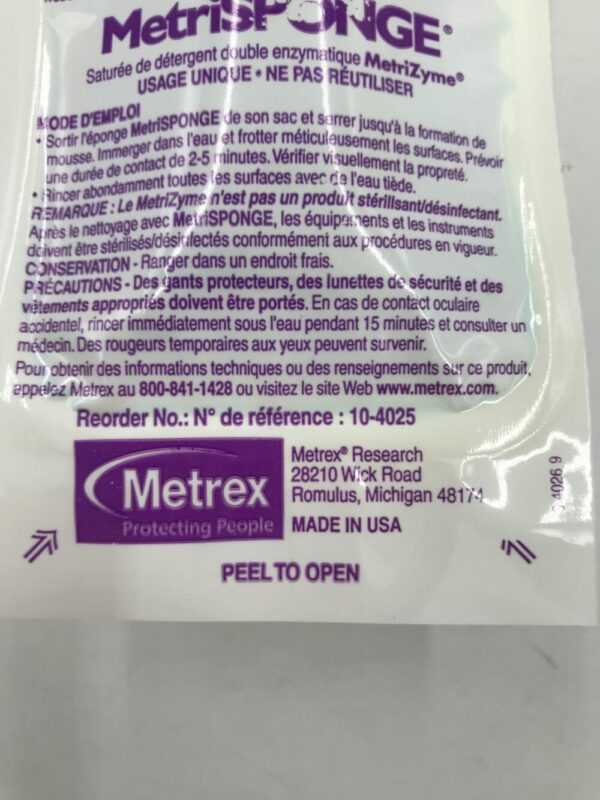 MetriSPONGE®
Saturée de détergent double enzymatique MetriZyme®
USAGE UNIQUE • NE PAS RÉUTILISER
MODE D'EMPLOI
• Sortir l'éponge MetriSPONGE de son sac et serrer jusqu'à la formation de
mousse. Immerger dans l'eau et frotter méticuleusement les surfaces. Prévoir
une durée de contact de 2-5 minutes. Vérifier visuellement la propreté.
• Rincer abondamment toutes les surfaces avec de l'eau tiède.
REMARQUE : Le MetriZyme n'est pas un produit stérilisant/désinfectant.
Après le nettoyage avec MetriSPONGE, les équipements et les instruments
doivent être stérilisés/désinfectés conformément aux procédures en vigueur.
CONSERVATION - Ranger dans un endroit frais.
PRÉCAUTIONS - Des gants protecteurs, des lunettes de sécurité et des
vêtements appropriés doivent être portés. En cas de contact oculaire
accidentel, rincer immédiatement sous l'eau pendant 15 minutes et consulter un
médecin. Des rougeurs temporaires aux yeux peuvent survenir.
Pour obtenir des informations techniques ou des renseignements sur ce produit,
appelez Metrex au 800-841-1428 ou visitez le site Web www.metrex.com.
Reorder No.: N° de référence : 10-4025
Metrex
Protecting People
Metrex® Research
28210 Wick Road
Romulus, Michigan 48174
MADE IN USA
PEEL TO OPEN